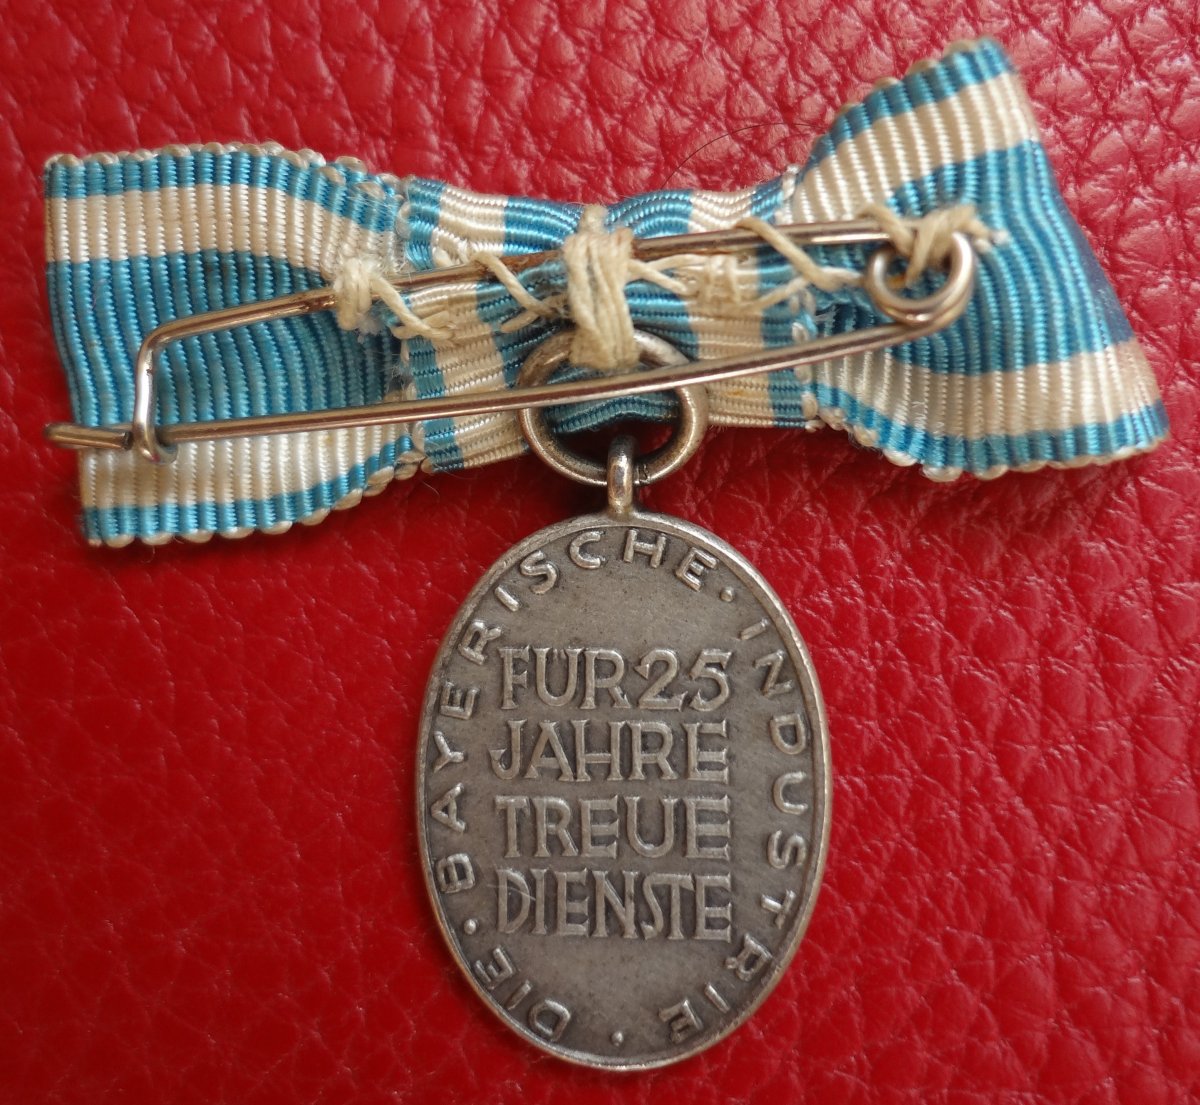 DIE · BAYERISCHE · INDUSTRIE ·
FUR 25
JAHRE
TREUE
DIENSTE